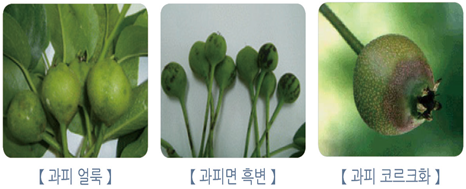 【 과피 얼룩 】
【 과피면 흑변 】
【 과피 코르크화 】